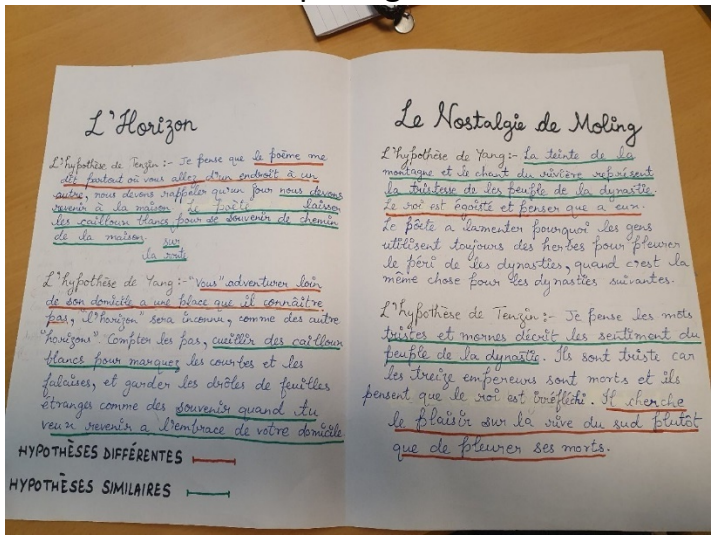 L'Horizon
L'hypothèse de Tenzin :- Je pense que le poème me
dit partout où vous allez d'un endroit à un
autre, nous devons rappeler qu'un jour nous devons
revenir à la maison. Le poète laisson
les cailloun blancs pour se souvenir de chemin
de la maison. sur
la route
L'hypothèse de Yang :- "Vous" adventurer loin
de son domicile a une place que il connaître
pas, "l'horizon" sera inconnu, comme des autre
"horizons". Compter les pas, cueillir des cailloun
blancs pour marquer les courbes et les
falaises, et garder les drôles de feuilles
étranges comme des souvenir quand tu
veux revenir a l'embrace de votre domicile.
HYPOTHÈSES DIFFÉRENTES
HYPOTHÈSES SIMILAIRES
Le Nostalgie de Moling
L'hypothèse de Yang :- La teinte de la
montagne et le chant du rivière représent
la tristesse de les peuple de la dynastie.
Le roi est égoïste et penser que a eux.
Le pöite a lamenter pourquoi les gens
utilisent toujours des herbes pour pleurer
le péri de les dynasties, quand c'est la
même chose pour les dynasties suivantes.
L'hypothèse de Tenzin :- Je pense les mots
tristes et mornes décrit les sentiment du
peuple de la dynastie. Ils sont triste car
les treize empereurs sont morts et ils
pensent que le roi est irréfléchi. Il cherche
le plaisir sur la rive du sud plutôt
que de pleurer ses morts.